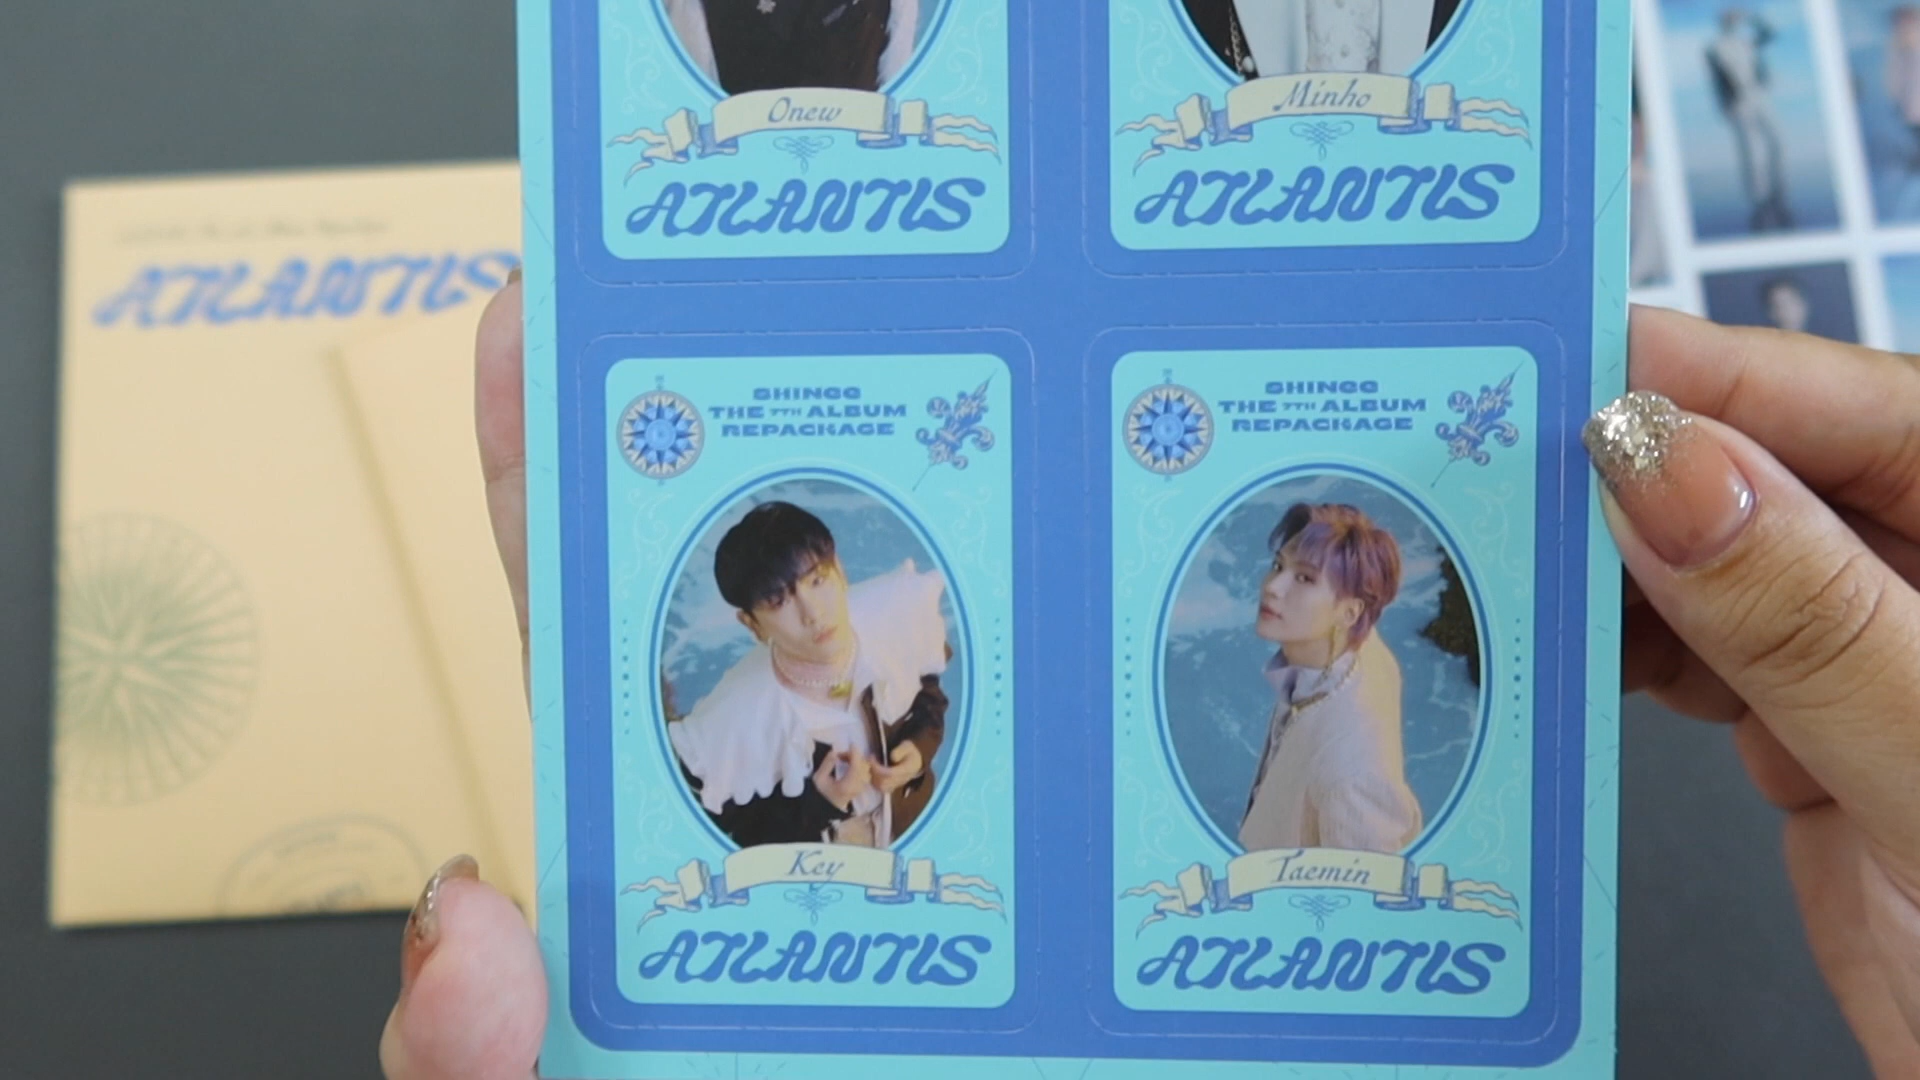 Onew
ATLANTIS
Minho
ATLANTIS
ATLANTIS
SHINee
THE 7TH ALBUM
REPACKAGE
Key
ATLANTIS
SHINee
THE 7TH ALBUM
REPACKAGE
Taemin
ATLANTIS